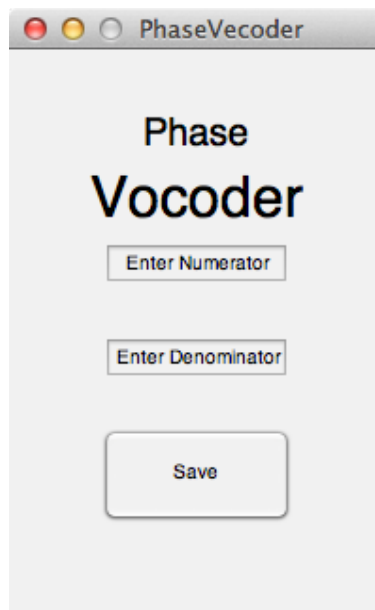 PhaseVecoder
Phase
Vocoder
Enter Numerator
Enter Denominator
Save